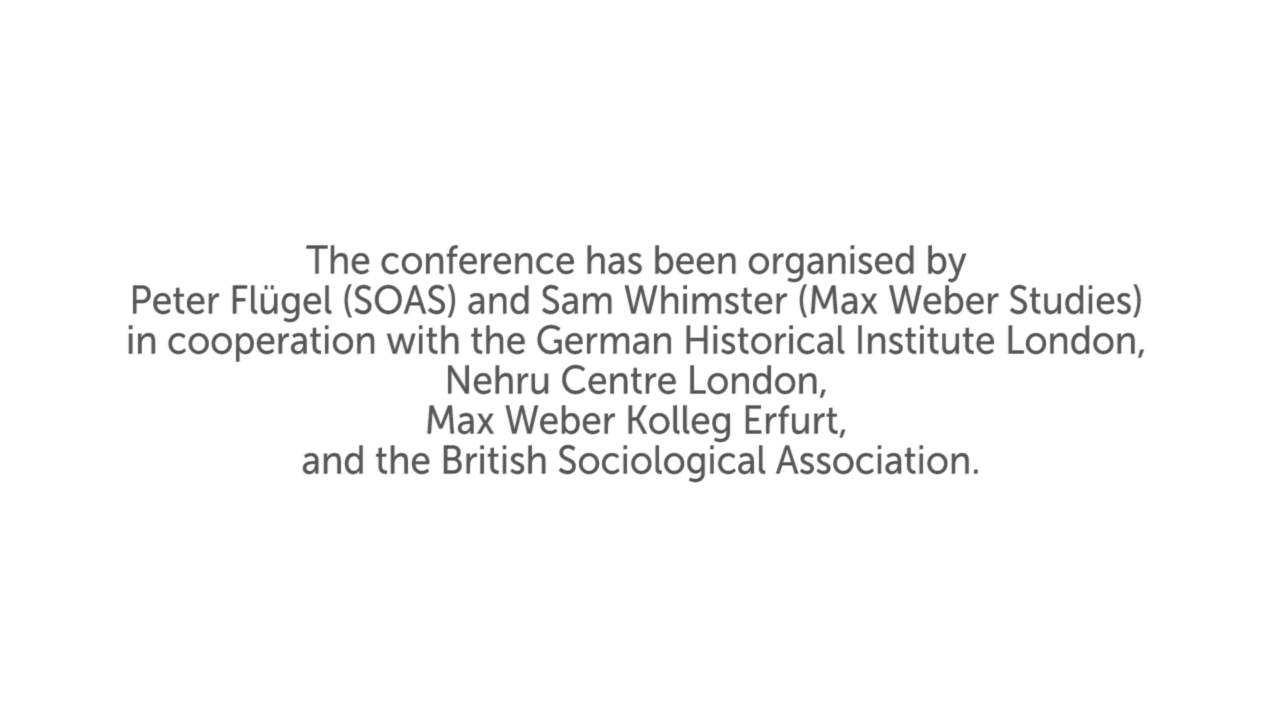 The conference has been organised by
Peter Flügel (SOAS) and Sam Whimster (Max Weber Studies)
in cooperation with the German Historical Institute London,
Nehru Centre London,
Max Weber Kolleg Erfurt,
and the British Sociological Association.